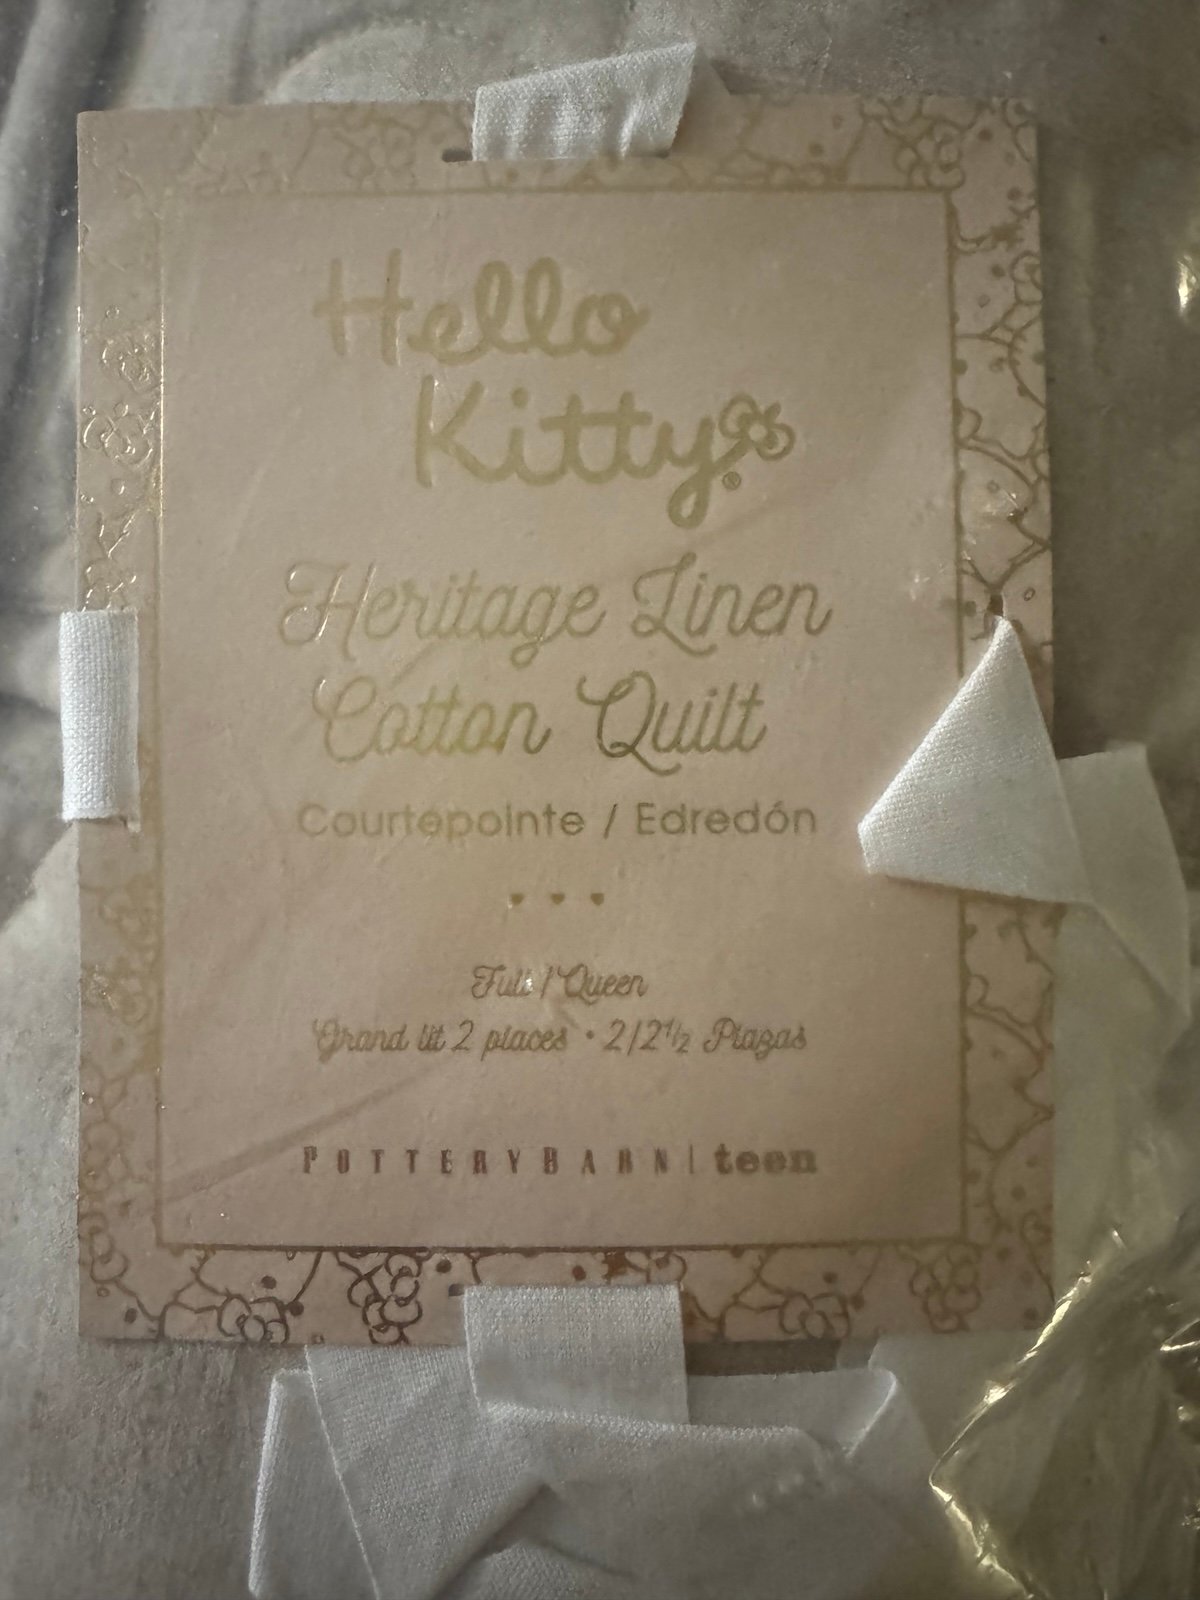 Hello
Kitty®
Heritage Linen
Cotton Quilt
Courtepointe / Edredón
Full / Queen
Grand lit 2 places • 2/2½ Plazas
POTTERYBARN | teen